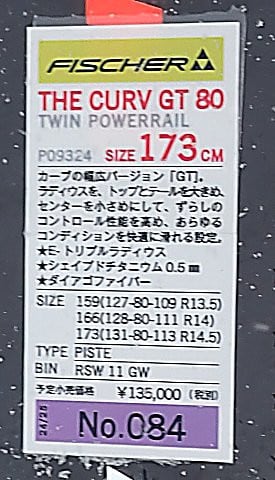 FISCHER
THE CURV GT 80
TWIN POWERRAIL
P09324 SIZE 173 CM
カーブの幅広バージョン「GT」。
ラディウスを、トップとテールを大きめ、
センターを小さめにして、ずらしの
コントロール性能を高め、あらゆる
コンディションを快適に滑れる設定。
★E-トリプルラディウス
★シェイプドチタニウム0.5㎜
★ダイアゴファイバー
SIZE 159(127-80-109 R13.5)
166(128-80-111 R14)
173(131-80-113 R14.5)
TYPE PISTE
BIN RSW 11 GW
予定小売価格 ¥135,000 (税別)
24/25
No.084